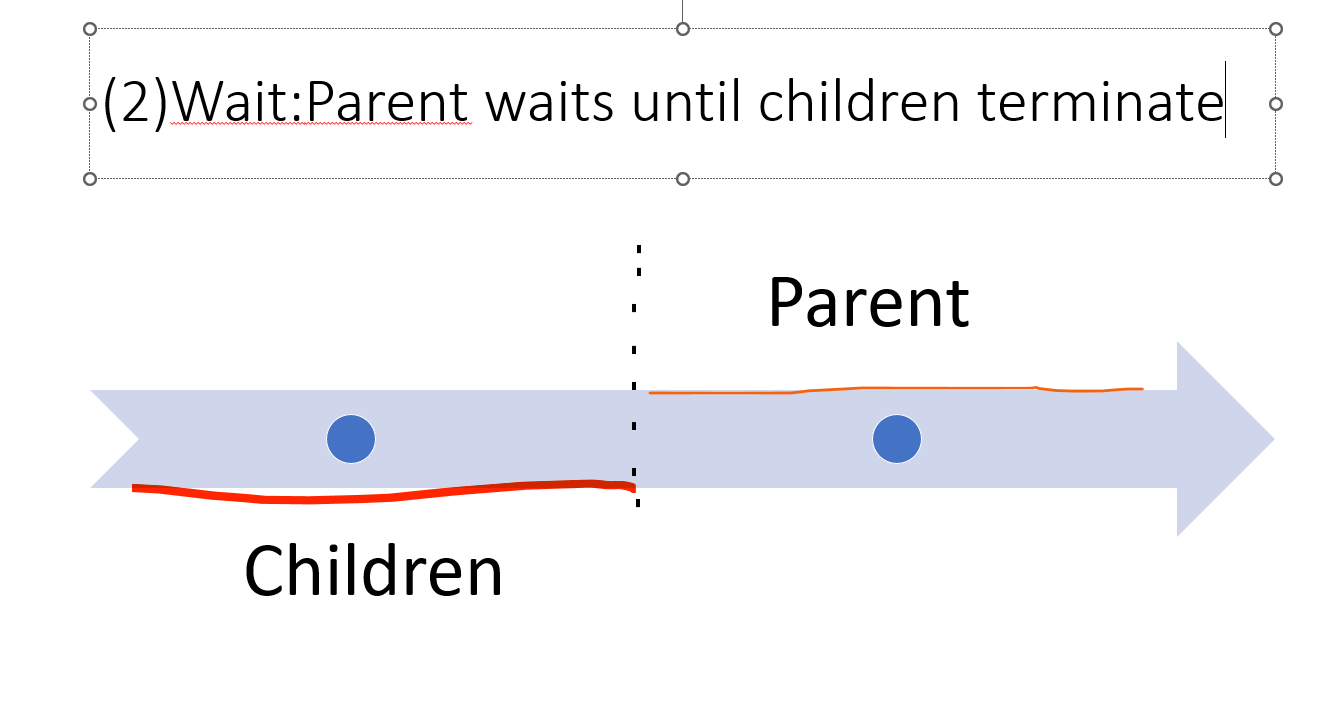 (2)Wait:Parent waits until children terminate
Parent
Children